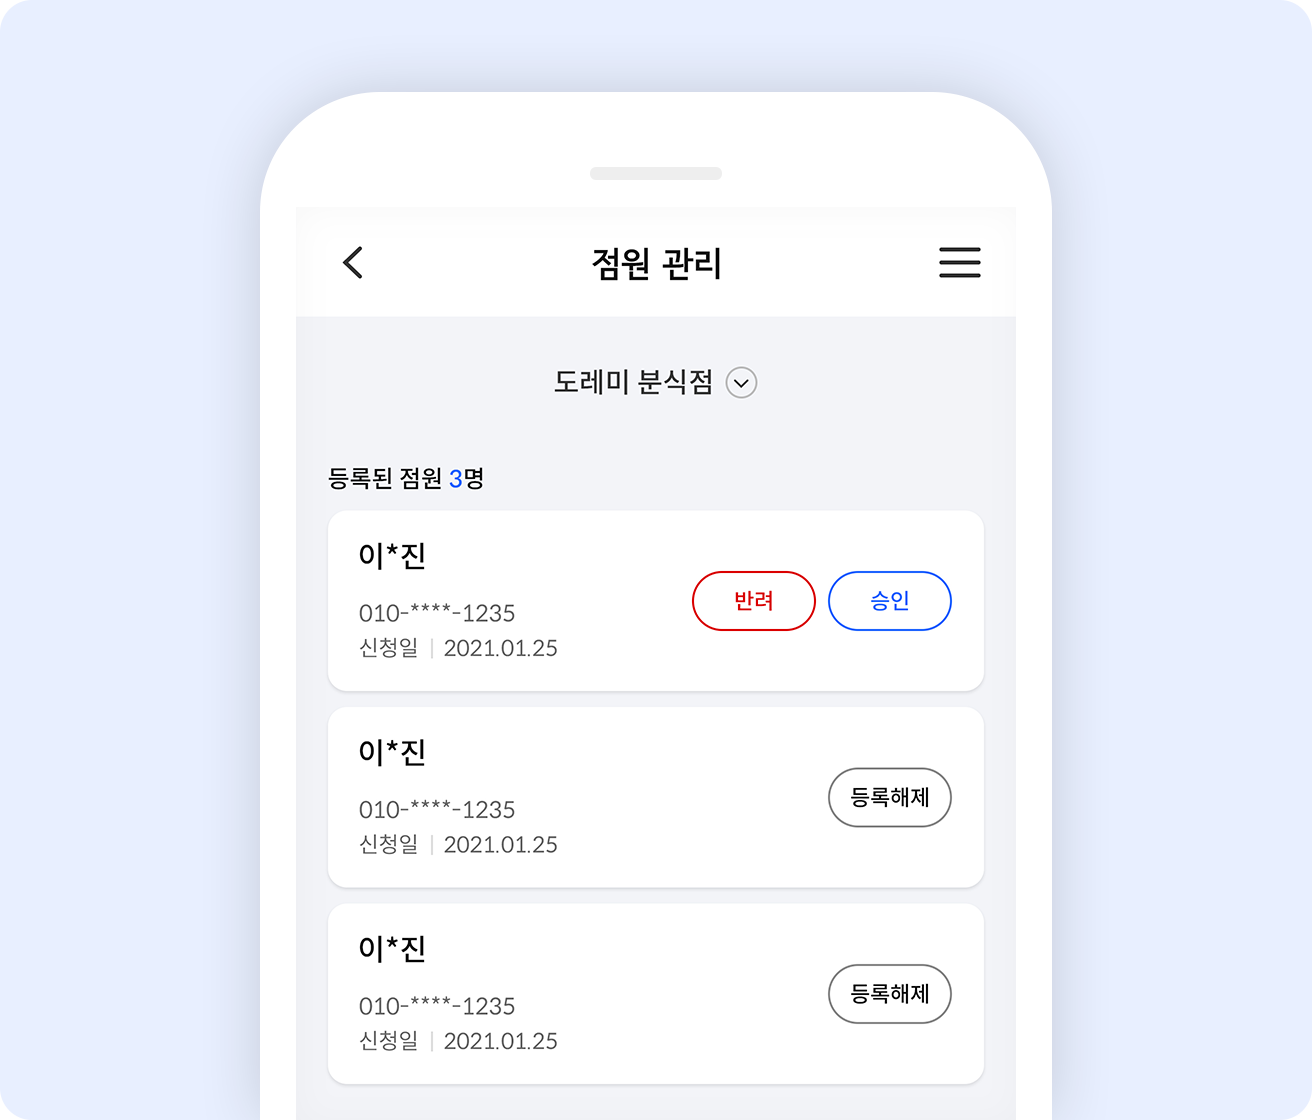 점원 관리
도레미 분식점
등록된 점원 3명
이*진
010-****-1235
신청일 | 2021.01.25
반려 승인
이*진
010-****-1235
신청일 | 2021.01.25
등록해제
이*진
010-****-1235
신청일 | 2021.01.25
등록해제